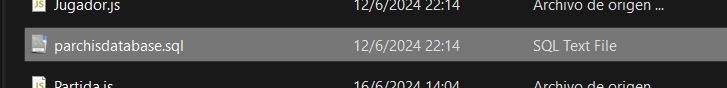 Jugador.js 12/6/2024 22:14 Archivo de origen ...
parchisdatabase.sql 12/6/2024 22:14 SQL Text File
Partida.js 16/6/2024 14:04 Archivo de origen